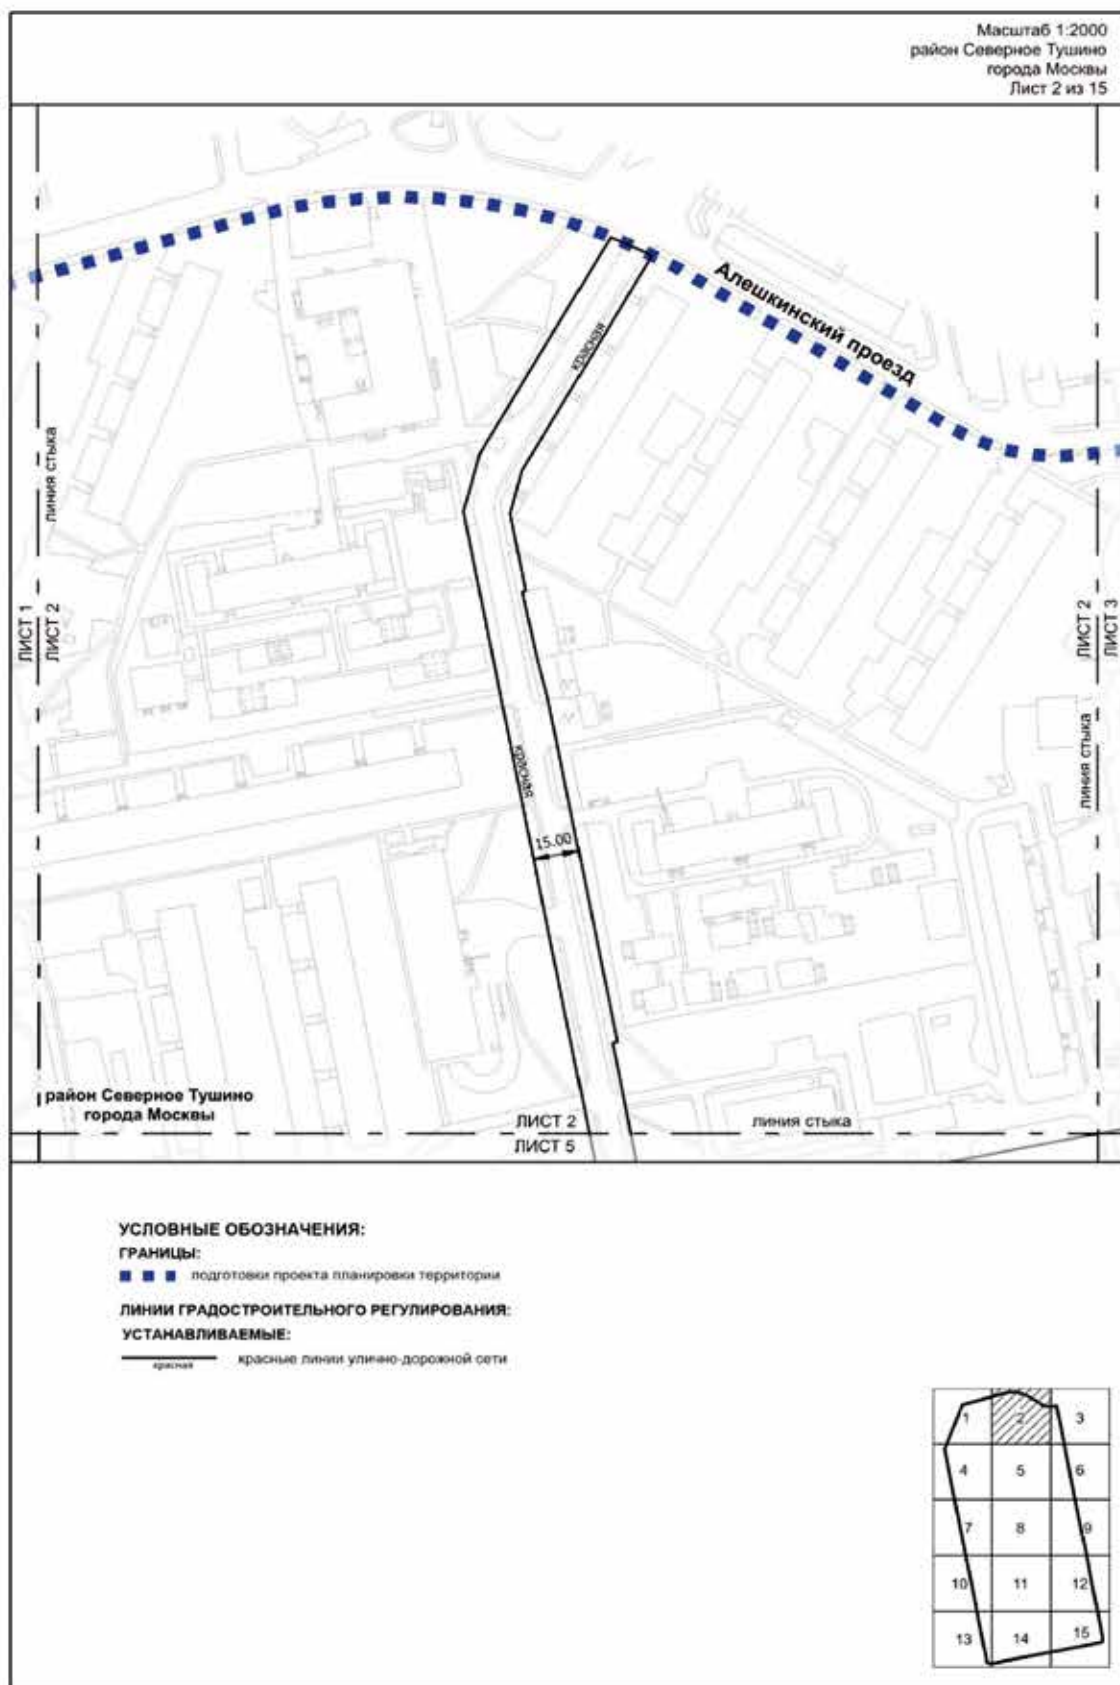 Масштаб 1:2000
район Северное Тушино
города Москвы
Лист 2 из 15
Алешкинский проезд
красная
линия стыка
ЛИСТ 1
ЛИСТ 2
ЛИСТ 2
ЛИСТ 3
линия стыка
красная
15.00
район Северное Тушино
города Москвы
ЛИСТ 2
линия стыка
ЛИСТ 5
УСЛОВНЫЕ ОБОЗНАЧЕНИЯ:
ГРАНИЦЫ:
подготовки проекта планировки территории
ЛИНИИ ГРАДОСТРОИТЕЛЬНОГО РЕГУЛИРОВАНИЯ:
УСТАНАВЛИВАЕМЫЕ:
красная
красные линии улично-дорожной сети
1 2 3
4 5 6
7 8 9
10 11 12
13 14 15